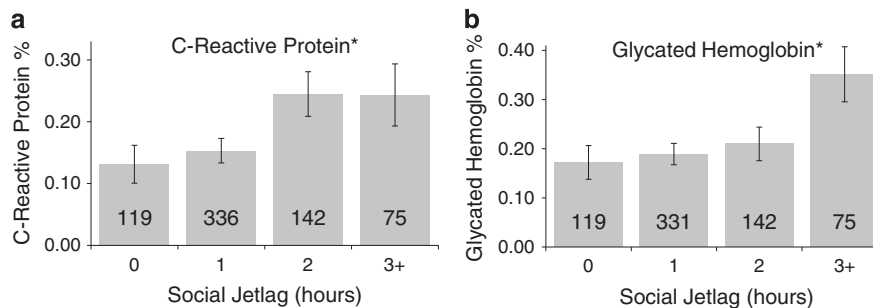 a
C-Reactive Protein*
C-Reactive Protein %
0.30
0.20
0.10
0.00
119 336 142 75
0 1 2 3+
Social Jetlag (hours)
b
Glycated Hemoglobin*
Glycated Hemoglobin %
0.40
0.30
0.20
0.10
0.00
119 331 142 75
0 1 2 3+
Social Jetlag (hours)